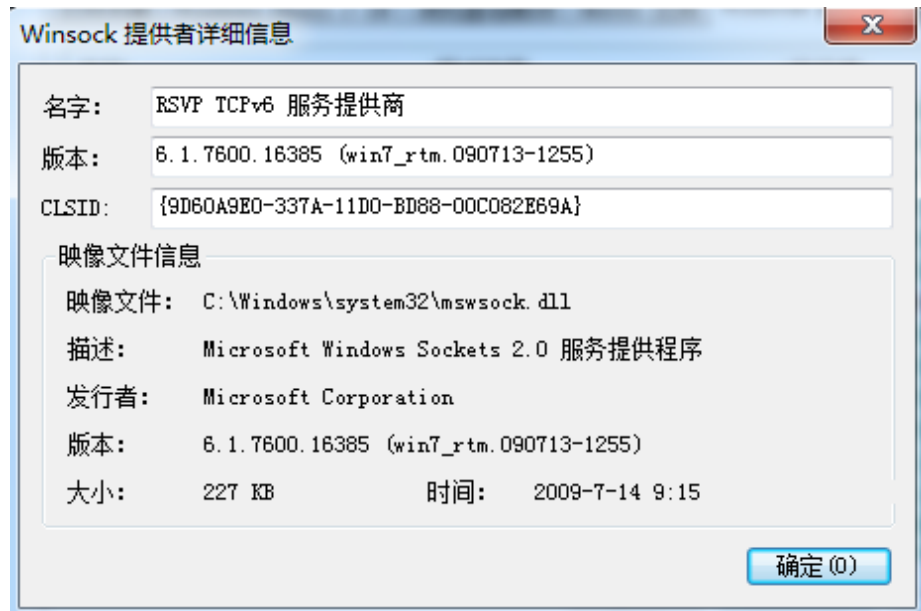 Winsock 提供者详细信息
名字: RSVP TCPv6 服务提供商
版本: 6.1.7600.16385 (win7_rtm.090713-1255)
CLSID: {9D60A9E0-337A-11D0-BD88-00C082E69A}
映像文件信息
映像文件: C:\Windows\system32\mswsock.dll
描述: Microsoft Windows Sockets 2.0 服务提供程序
发行者: Microsoft Corporation
版本: 6.1.7600.16385 (win7_rtm.090713-1255)
大小: 227 KB 时间: 2009-7-14 9:15
确定(O)